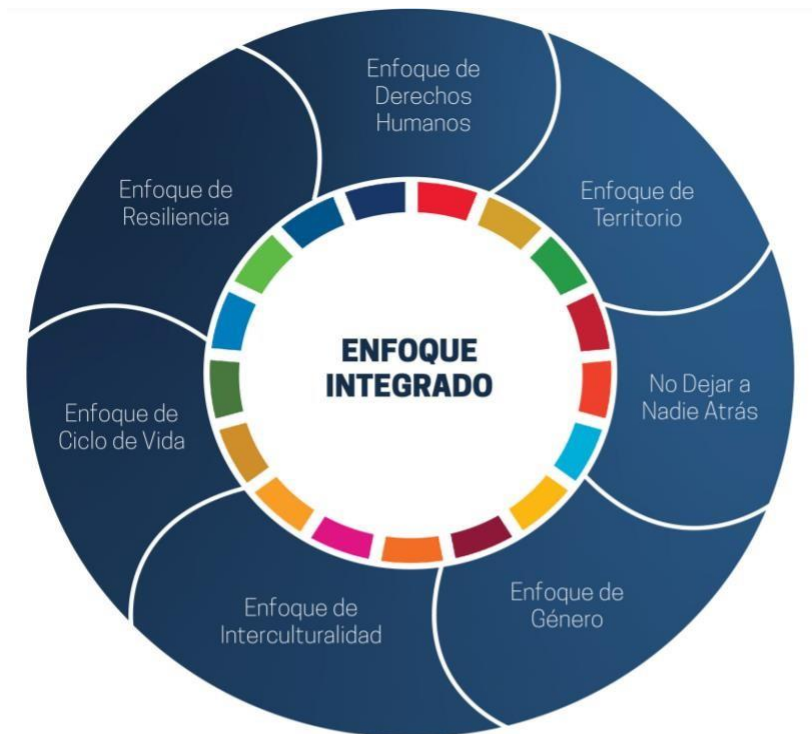 Enfoque de
Derechos
Humanos
Enfoque de
Territorio
No Dejar a
Nadie Atrás
Enfoque de
Género
Enfoque de
Interculturalidad
Enfoque de
Ciclo de Vida
Enfoque de
Resiliencia
ENFOQUE
INTEGRADO